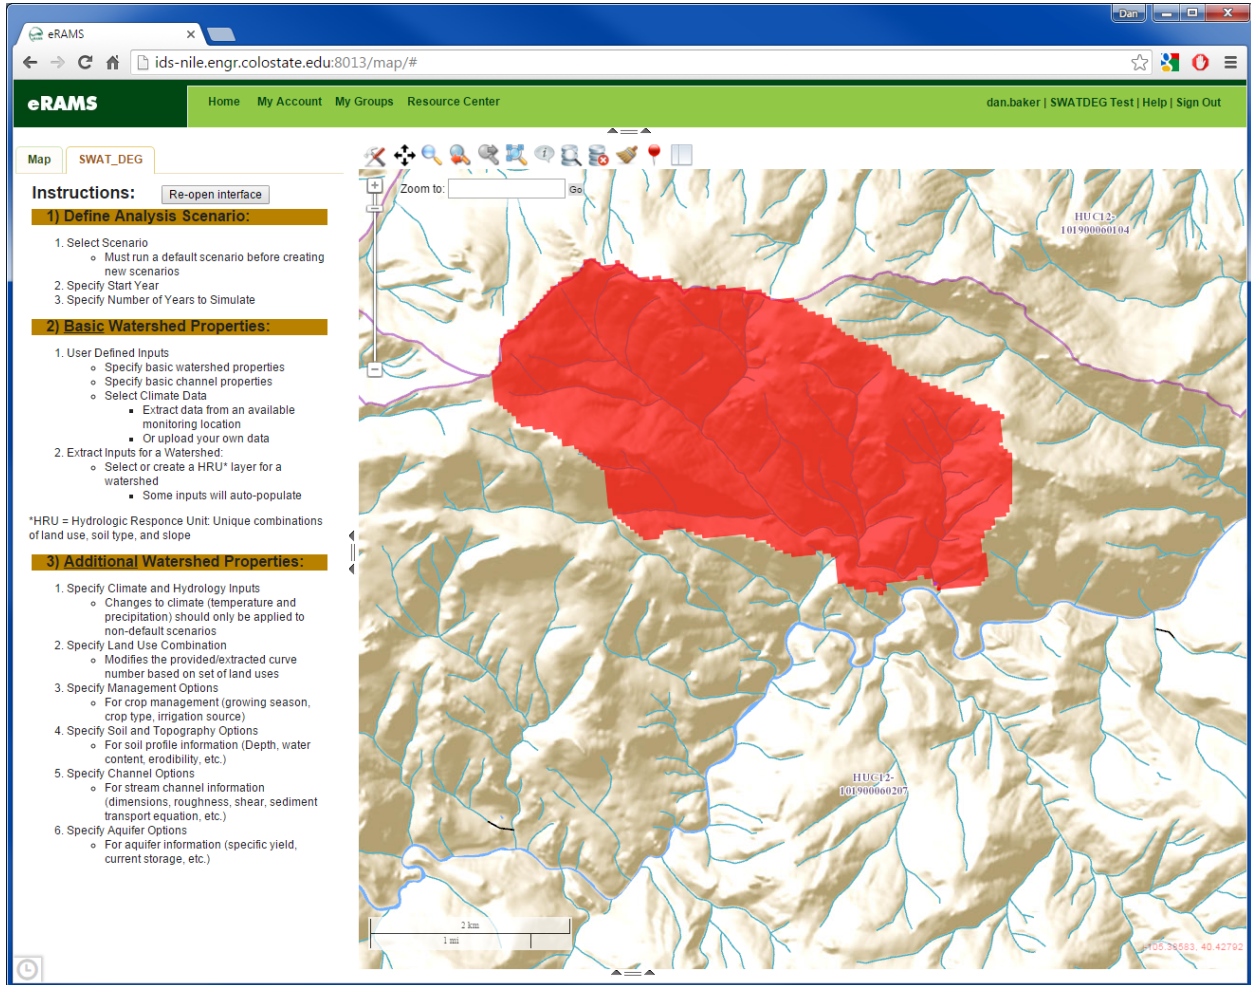 Dan
eRAMS
ids-nile.engr.colostate.edu:8013/map/#
eRAMS
Home My Account My Groups Resource Center
dan.baker | SWATDEG Test | Help | Sign Out
Map SWAT_DEG
Instructions: Re-open interface
1) Define Analysis Scenario:
1. Select Scenario
Must run a default scenario before creating
new scenarios
2. Specify Start Year
3. Specify Number of Years to Simulate
2) Basic Watershed Properties:
1. User Defined Inputs
Specify basic watershed properties
Specify basic channel properties
Select Climate Data
Extract data from an available
monitoring location
Or upload your own data
2. Extract Inputs for a Watershed:
Select or create a HRU* layer for a
watershed
Some inputs will auto-populate
*HRU = Hydrologic Responce Unit: Unique combinations
of land use, soil type, and slope
3) Additional Watershed Properties:
1. Specify Climate and Hydrology Inputs
Changes to climate (temperature and
precipitation) should only be applied to
non-default scenarios
2. Specify Land Use Combination
Modifies the provided/extracted curve
number based on set of land uses
3. Specify Management Options
For crop management (growing season,
crop type, irrigation source)
4. Specify Soil and Topography Options
For soil profile information (Depth, water
content, erodibility, etc.)
5. Specify Channel Options
For stream channel information
(dimensions, roughness, shear, sediment
transport equation, etc.)
6. Specify Aquifer Options
For aquifer information (specific yield,
current storage, etc.)
Zoom to: Go
HUC12-
101900060104
HUC12-
101900060207
2 km
1 mi
-105.28583, 40.42792